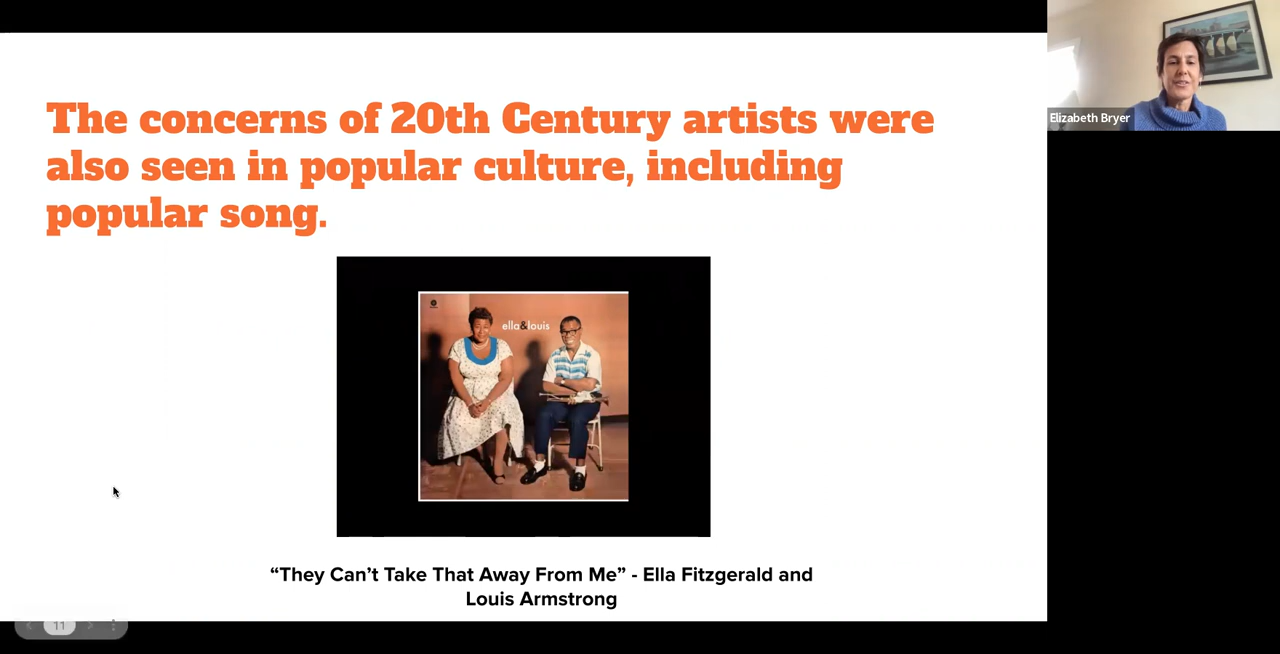 The concerns of 20th Century artists were
also seen in popular culture, including
popular song.
Elizabeth Bryer
ella&louis
“They Can’t Take That Away From Me” - Ella Fitzgerald and
Louis Armstrong
11